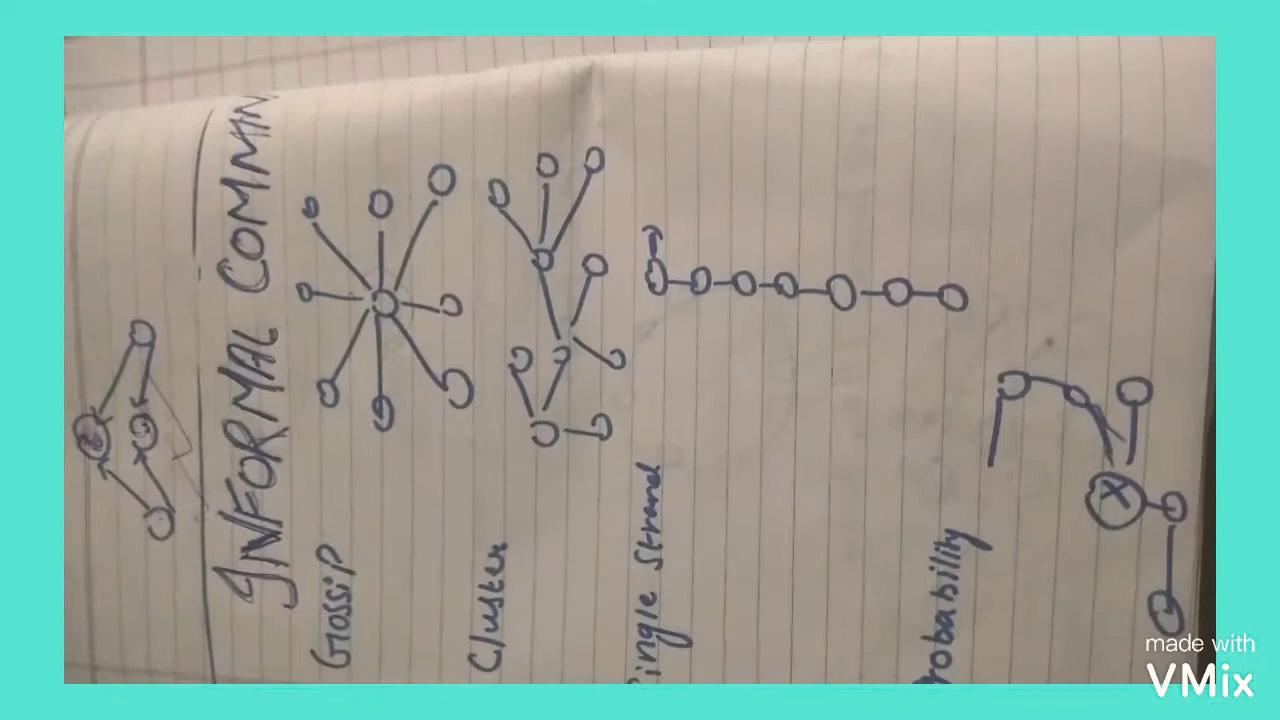 INFORMAL COMMN
Gossip
Cluster
ingle Strand
robability
X
made with
VMix